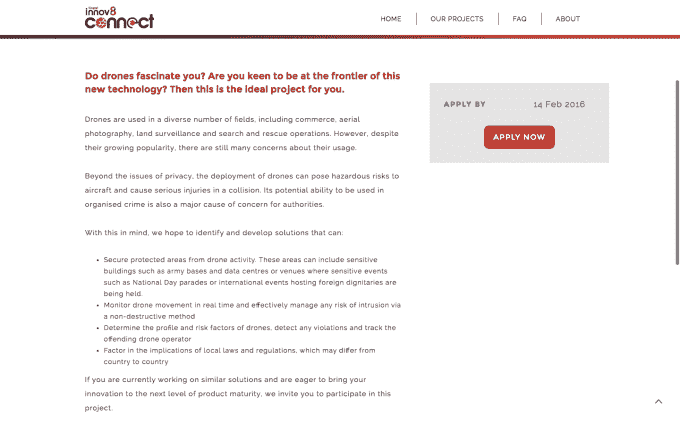 innov8
connect
HOME
OUR PROJECTS
FAQ
ABOUT
Do drones fascinate you? Are you keen to be at the frontier of this
new technology? Then this is the ideal project for you.
Drones are used in a diverse number of fields, including commerce, aerial
photography, land surveillance and search and rescue operations. However, despite
their growing popularity, there are still many concerns about their usage.
Beyond the issues of privacy, the deployment of drones can pose hazardous risks to
aircraft and cause serious injuries in a collision. Its potential ability to be used in
organised crime is also a major cause of concern for authorities.
With this in mind, we hope to identify and develop solutions that can:
• Secure protected areas from drone activity. These areas can include sensitive
buildings such as army bases and data centres or venues where sensitive events
such as National Day parades or international events hosting foreign dignitaries are
being held.
• Monitor drone movement in real time and effectively manage any risk of intrusion via
a non-destructive method
• Determine the profile and risk factors of drones, detect any violations and track the
offending drone operator
• Factor in the implications of local laws and regulations, which may differ from
country to country
If you are currently working on similar solutions and are eager to bring your
innovation to the next level of product maturity, we invite you to participate in this
project.
APPLY BY
14 Feb 2016
APPLY NOW